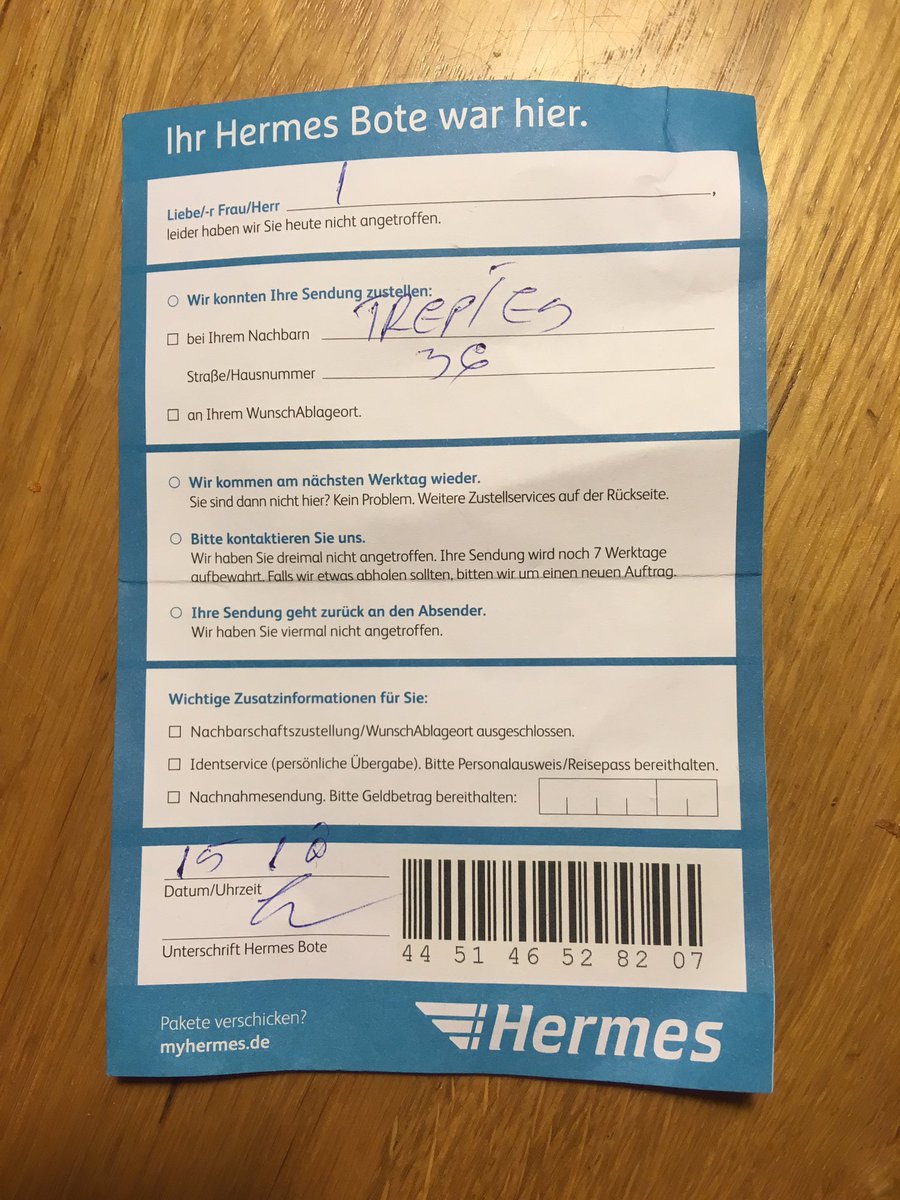 Ihr Hermes Bote war hier.
Liebe/-r Frau/Herr ,
leider haben wir Sie heute nicht angetroffen.
Wir konnten Ihre Sendung zustellen:
bei Ihrem Nachbarn
Straße/Hausnummer 36
an Ihrem WunschAblageort.
Wir kommen am nächsten Werktag wieder.
Sie sind dann nicht hier? Kein Problem. Weitere Zustellservices auf der Rückseite.
Bitte kontaktieren Sie uns.
Wir haben Sie dreimal nicht angetroffen. Ihre Sendung wird noch 7 Werktage
aufbewahrt. Falls wir etwas abholen sollten, bitten wir um einen neuen Auftrag.
Ihre Sendung geht zurück an den Absender.
Wir haben Sie viermal nicht angetroffen.
Wichtige Zusatzinformationen für Sie:
Nachbarschaftszustellung/WunschAblageort ausgeschlossen.
Identservice (persönliche Übergabe). Bitte Personalausweis/Reisepass bereithalten.
Nachnahmesendung. Bitte Geldbetrag bereithalten:
15 10
Datum/Uhrzeit
Unterschrift Hermes Bote
44 51 46 52 82 07
Pakete verschicken?
myhermes.de
Hermes